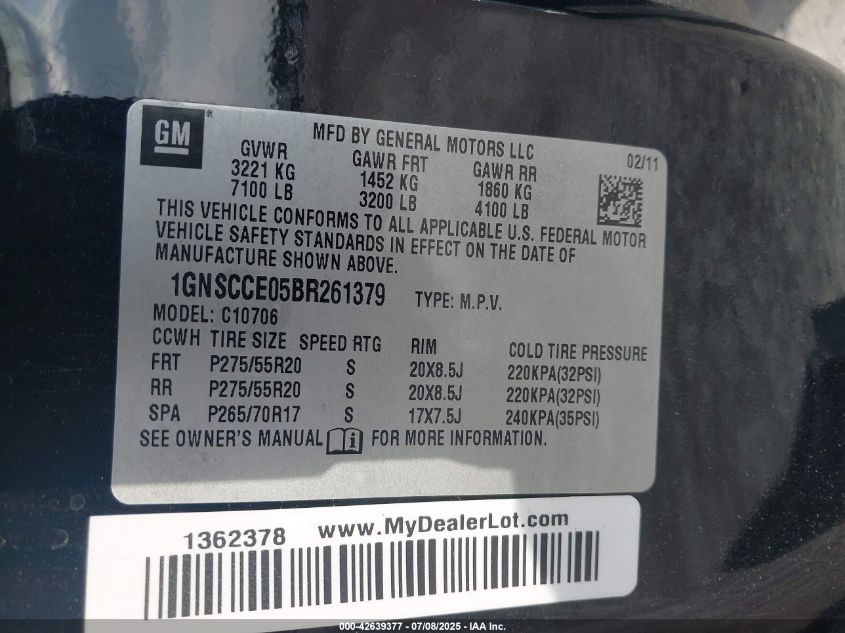 GM ®
MFD BY GENERAL MOTORS LLC 02/11
GVWR GAWR FRT GAWR RR
3221 KG 1452 KG 1860 KG
7100 LB 3200 LB 4100 LB
THIS VEHICLE CONFORMS TO ALL APPLICABLE U.S. FEDERAL MOTOR
VEHICLE SAFETY STANDARDS IN EFFECT ON THE DATE OF
MANUFACTURE SHOWN ABOVE.
1GNSCCE05BR261379 TYPE: M.P.V.
MODEL: C10706
CCWH TIRE SIZE SPEED RTG RIM COLD TIRE PRESSURE
FRT P275/55R20 S 20X8.5J 220KPA(32PSI)
RR P275/55R20 S 20X8.5J 220KPA(32PSI)
SPA P265/70R17 S 17X7.5J 240KPA(35PSI)
SEE OWNER'S MANUAL i FOR MORE INFORMATION.
1362378 www.MyDealerLot.com
000-42639377 - 07/08/2025 - IAA Inc.